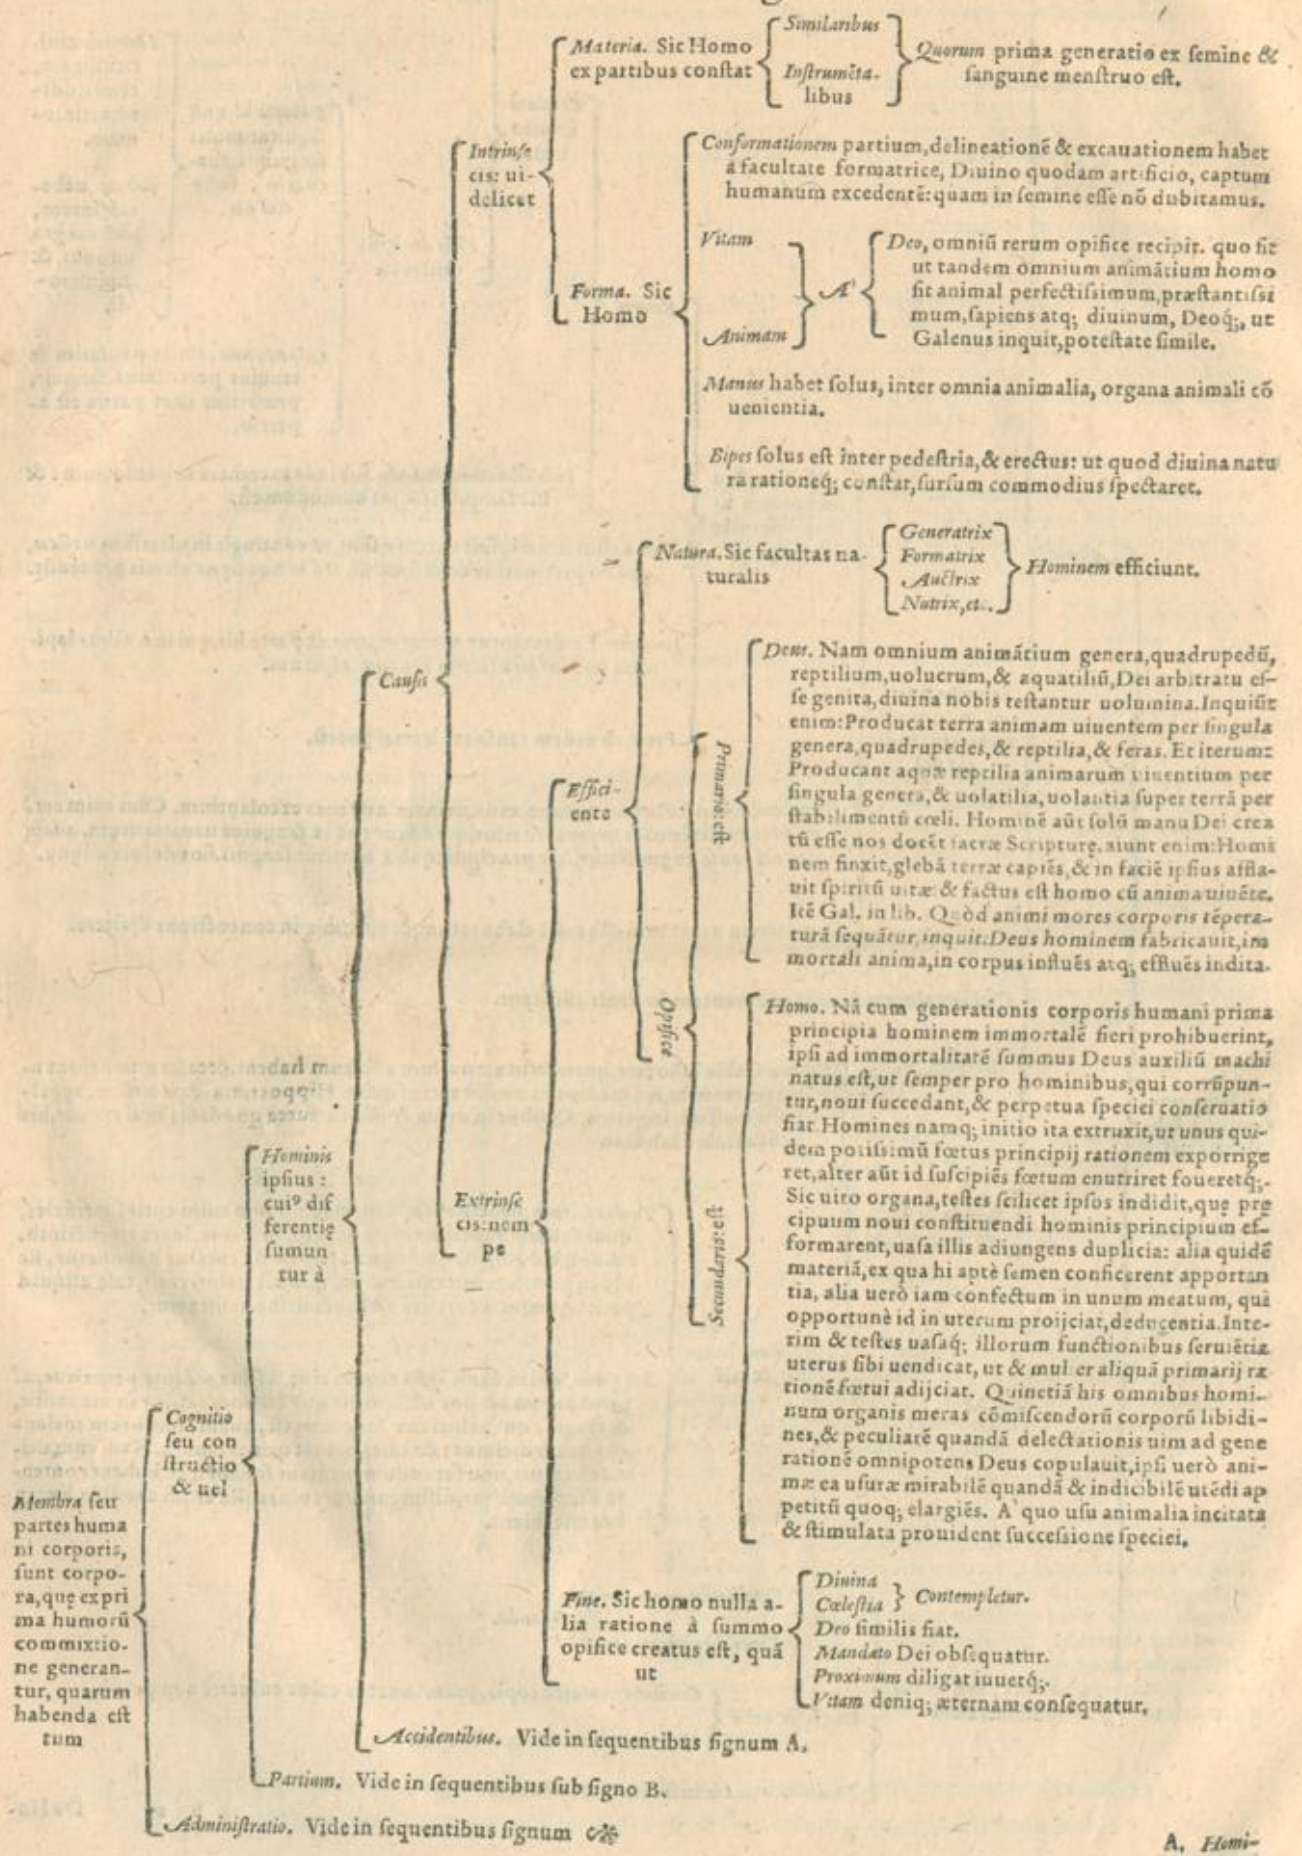 Materia. Sic Homo
ex partibus conſtat
Similaribus
Inſtrumẽta-
libus
Quorum prima generatio ex ſemine &
ſanguine menſtruo eſt.
Intrinſe
cis: ui-
delicet
Forma. Sic
Homo
Conformationem partium, delineationẽ & excauationem habet
à facultate formatrice, Diuino quodam artificio, captum
humanum excedentẽ: quam in ſemine eſſe nõ dubitamus.
Vitam
Animam
A'
Deo, omniũ rerum opifice recipit. quo fit
ut tandem omnium animãtium homo
ſit animal perfectiſsimum, præſtantiſsi
mum, ſapiens atq; diuinum, Deoq́;, ut
Galenus inquit, poteſtate ſimile.
Manus habet ſolus, inter omnia animalia, organa animali cõ
uenientia.
Bipes ſolus eſt inter pedeſtria, & erectus: ut quod diuina natu
ra rationeq́; conſtat, ſurſum commodius ſpectaret.
Cauſis
Natura. Sic facultas na-
turalis
Generatrix
Formatrix
Auctrix
Nutrix, etc.
Hominem efficiunt.
Effici-
ente
Opifice
Primario: eſt
Deus. Nam omnium animãtium genera, quadrupedũ,
reptilium, uolucrum, & aquatiliũ, Dei arbitratu eſ-
ſe genita, diuina nobis teſtantur uolumina. Inquiũt
enim: Producat terra animam uiuentem per ſingula
genera, quadrupedes, & reptilia, & feras. Et iterum:
Producant aquæ reptilia animarum uiuentium per
ſingula genera, & uolatilia, uolantia ſuper terrã per
ſtabilimentũ cœli. Hominẽ aũt ſolũ manu Dei crea
tũ eſſe nos docẽt ſacræ Scripturę. aiunt enim: Homi
nem finxit, glebã terræ capiẽs, & in faciẽ ipſius affla-
uit ſpiritũ uitæ: & factus eſt homo cũ anima uiuẽte.
Itẽ Gal. in lib. Quòd animi mores corporis tẽpera-
turã ſequãtur, inquit: Deus hominem fabricauit, im
mortali anima, in corpus influẽs atq; effluẽs indita.
Secundario: eſt
Homo. Nã cum generationis corporis humani prima
principia hominem immortalẽ fieri prohibuerint,
ipſi ad immortalitatẽ ſummus Deus auxiliũ machi
natus eſt, ut ſemper pro hominibus, qui corrũpun-
tur, noui ſuccedant, & perpetua ſpeciei conſeruatio
fiat. Homines namq; initio ita extruxit, ut unus qui-
dem potiſsimũ fœtus principij rationem exporrige
ret, alter aũt id ſuſcipiẽs fœtum enutriret foueretq́;.
Sic uiro organa, teſtes ſcilicet ipſos indidit, quę prę
cipuum noui conſtituendi hominis principium eſ-
formarent, uaſa illis adiungens duplicia: alia quidẽ
materiã, ex qua hi aptè ſemen conficerent apportan
tia, alia uerò iam confectum in unum meatum, quà
opportunè id in uterum proijciat, deducentia. Inte-
rim & teſtes uaſaq́; illorum functionibus ſeruiẽtia
uterus ſibi uendicat, ut & mulier aliquã primarij ra
tionẽ fœtui adijciat. Quinetiã his omnibus homi-
num organis meras cõmiſcendorũ corporũ libidi-
nes, & peculiarẽ quandã delectationis uim ad gene
rationẽ omnipotens Deus copulauit, ipſi uerò ani-
mæ ea uſuræ mirabilẽ quandã & indicibilẽ utẽdi ap
petitũ quoq; elargiẽs. A' quo uſu animalia incitata
& ſtimulata prouident ſucceſsione ſpeciei.
Extrinſe
cis: nem
pe
Fine. Sic homo nulla a-
lia ratione à ſummo
opifice creatus eſt, quã
ut
Diuina
Cœleſtia
Contempletur.
Deo ſimilis fiat.
Mandato Dei obſequatur.
Proximum diligat iuuetq́;.
Vitam deniq; æternam conſequatur.
Hominis
ipſius:
cuiꝰ dif
ferentię
ſumun
tur à
Accidentibus. Vide in ſequentibus ſignum A.
Cognitio
ſeu con
ſtructio
& uel
Partium. Vide in ſequentibus ſub ſigno B.
Membra ſeu
partes huma
ni corporis,
ſunt corpo-
ra, quę ex pri
ma humorũ
commixtio-
ne generan-
tur, quarum
habenda eſt
tum
Adminiſtratio. Vide in ſequentibus ſignum
A. Homi-